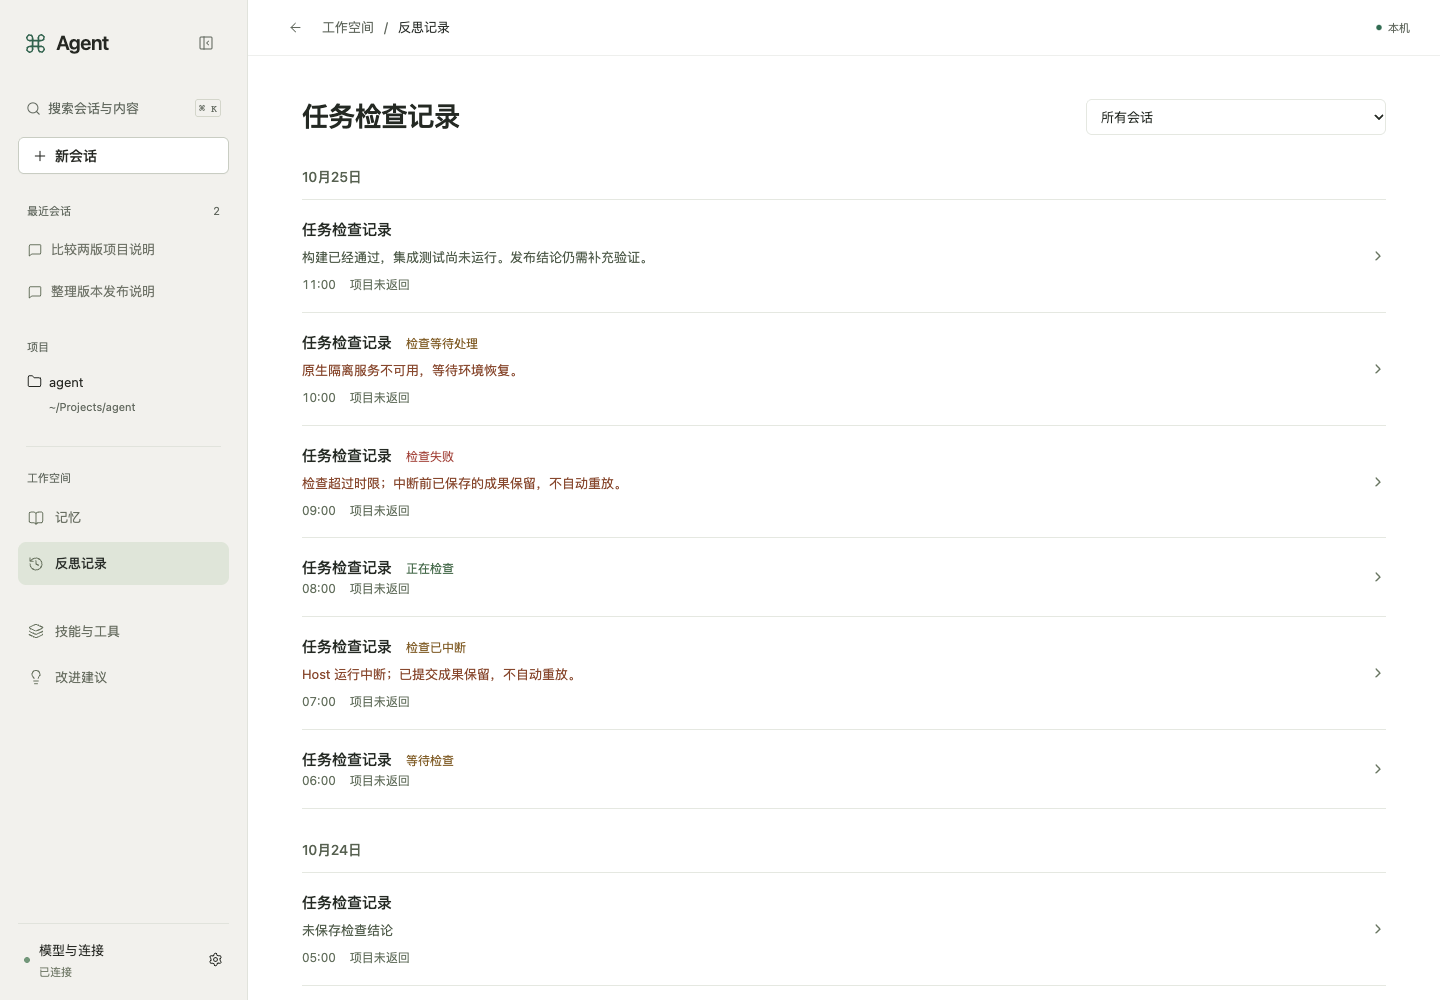 Agent
搜索会话与内容 ⌘ K
新会话
最近会话 2
比较两版项目说明
整理版本发布说明
项目
agent
~/Projects/agent
工作空间
记忆
反思记录
技能与工具
改进建议
模型与连接
已连接
工作空间 / 反思记录
本机
任务检查记录
所有会话
10月25日
任务检查记录
构建已经通过，集成测试尚未运行。发布结论仍需补充验证。
11:00 项目未返回
任务检查记录 检查等待处理
原生隔离服务不可用，等待环境恢复。
10:00 项目未返回
任务检查记录 检查失败
检查超过时限；中断前已保存的成果保留，不自动重放。
09:00 项目未返回
任务检查记录 正在检查
08:00 项目未返回
任务检查记录 检查已中断
Host 运行中断；已提交成果保留，不自动重放。
07:00 项目未返回
任务检查记录 等待检查
06:00 项目未返回
10月24日
任务检查记录
未保存检查结论
05:00 项目未返回